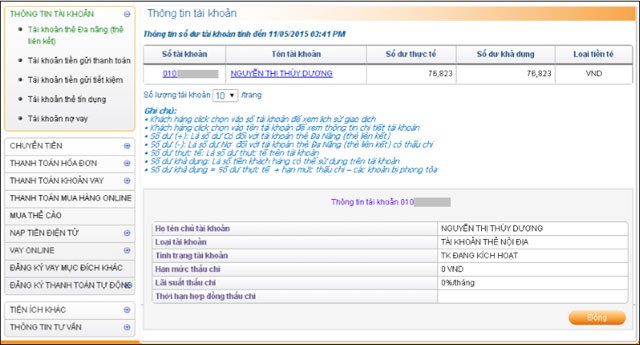 THÔNG TIN TÀI KHOẢN
Tài khoản thẻ Đa năng (thẻ liên kết)
Tài khoản tiền gửi thanh toán
Tài khoản tiền gửi tiết kiệm
Tài khoản thẻ tín dụng
Tài khoản nợ vay
CHUYỂN TIỀN
THANH TOÁN HÓA ĐƠN
THANH TOÁN KHOẢN VAY
THANH TOÁN MUA HÀNG ONLINE
MUA THẺ CÀO
NẠP TIỀN ĐIỆN TỬ
VAY ONLINE
ĐĂNG KÝ VAY MỤC ĐÍCH KHÁC
ĐĂNG KÝ THANH TOÁN TỰ ĐỘNG
TIỆN ÍCH KHÁC
THÔNG TIN TƯ VẤN
Thông tin tài khoản
Thông tin số dư tài khoản tính đến 11/05/2015 03:41 PM
Số tài khoản Tên tài khoản Số dư thực tế Số dư khả dụng Loại tiền tệ
010 NGUYỄN THỊ THÙY DƯƠNG 76,823 76,823 VND
Số lượng tài khoản 10 /trang
Ghi chú:
• Khách hàng click chọn vào số tài khoản để xem lịch sử giao dịch
• Khách hàng click chọn vào tên tài khoản để xem thông tin chi tiết tài khoản
• Số dư (+): Là số dư Có đối với tài khoản thẻ Đa Năng (thẻ liên kết)
• Số dư (-): Là số dư Nợ đối với tài khoản thẻ Đa Năng (thẻ liên kết) có thấu chi
• Số dư thực tế: Là số dư thực tế trên tài khoản
• Số dư khả dụng: Là số tiền khách hàng có thể sử dụng trên tài khoản
• Số dư khả dụng = Số dư thực tế + hạn mức thấu chi – các khoản bị phong tỏa
Thông tin tài khoản 010
Họ tên chủ tài khoản NGUYỄN THỊ THÙY DƯƠNG
Loại tài khoản TÀI KHOẢN THẺ NỘI ĐỊA
Tình trạng tài khoản TK ĐANG KÍCH HOẠT
Hạn mức thấu chi 0 VND
Lãi suất thấu chi 0%/tháng
Thời hạn hợp đồng thấu chi
Đóng